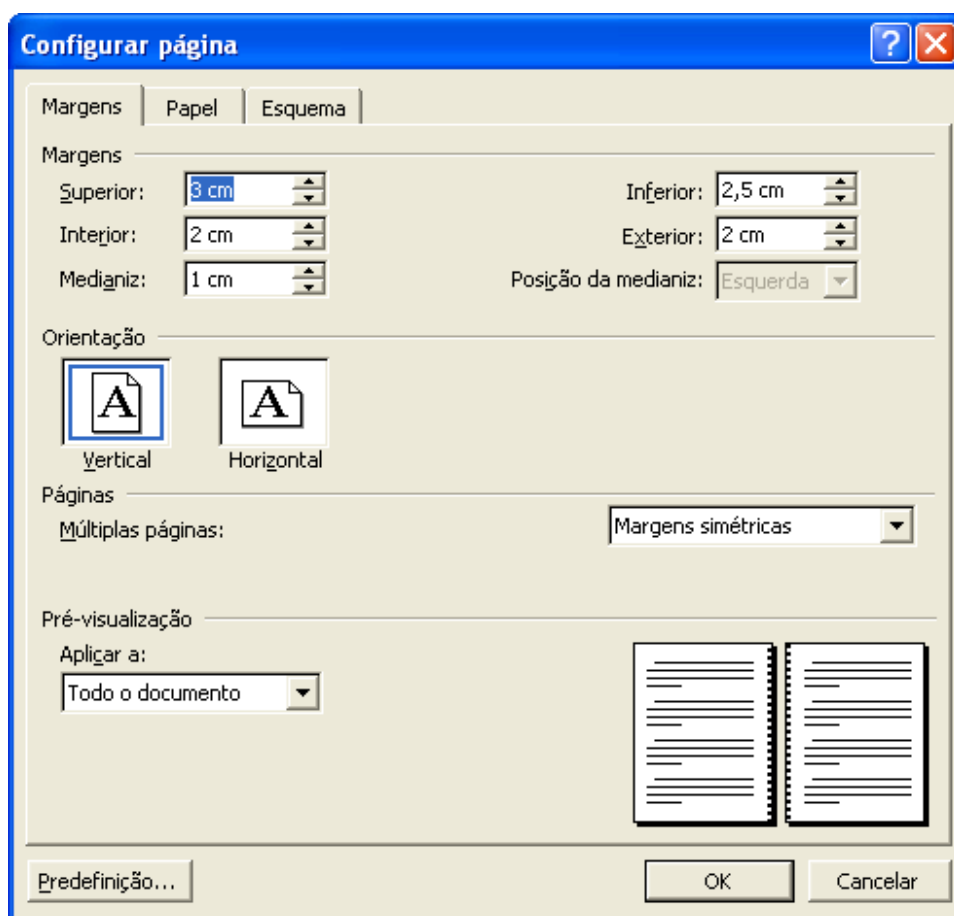 Configurar página
Margens Papel Esquema
Margens
Superior: 3 cm Inferior: 2,5 cm
Interior: 2 cm Exterior: 2 cm
Medianiz: 1 cm Posição da medianiz: Esquerda
Orientação
A A
Vertical Horizontal
Páginas
Múltiplas páginas: Margens simétricas
Pré-visualização
Aplicar a:
Todo o documento
Predefinição... OK Cancelar